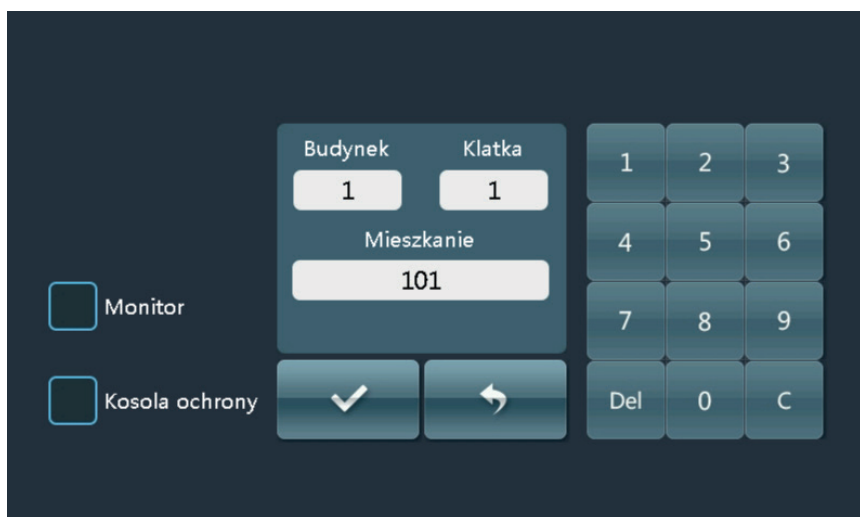 Budynek Klatka
1 1
Mieszkanie
101
Monitor
Kosola ochrony
1 2 3
4 5 6
7 8 9
Del 0 C